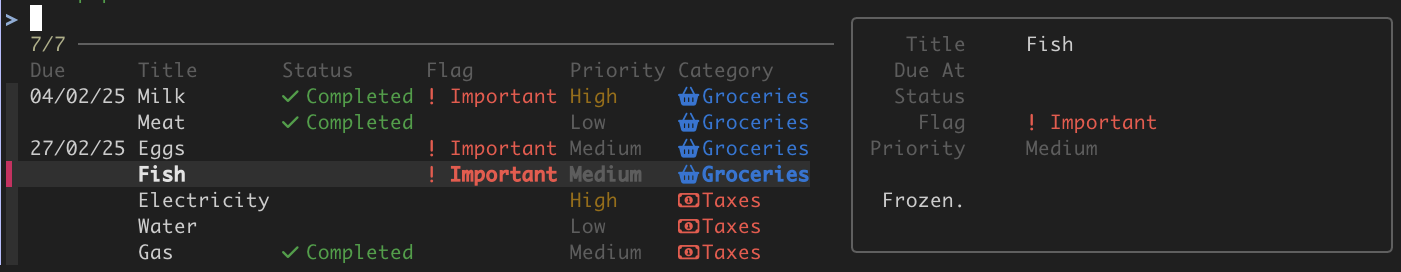 >
7/7
Due Title Status Flag Priority Category
04/02/25 Milk ✓ Completed ! Important High Groceries
Meat ✓ Completed Low Groceries
27/02/25 Eggs ! Important Medium Groceries
Fish ! Important Medium Groceries
Electricity High Taxes
Water Low Taxes
Gas ✓ Completed Medium Taxes
Title Fish
Due At
Status
Flag ! Important
Priority Medium
Frozen.